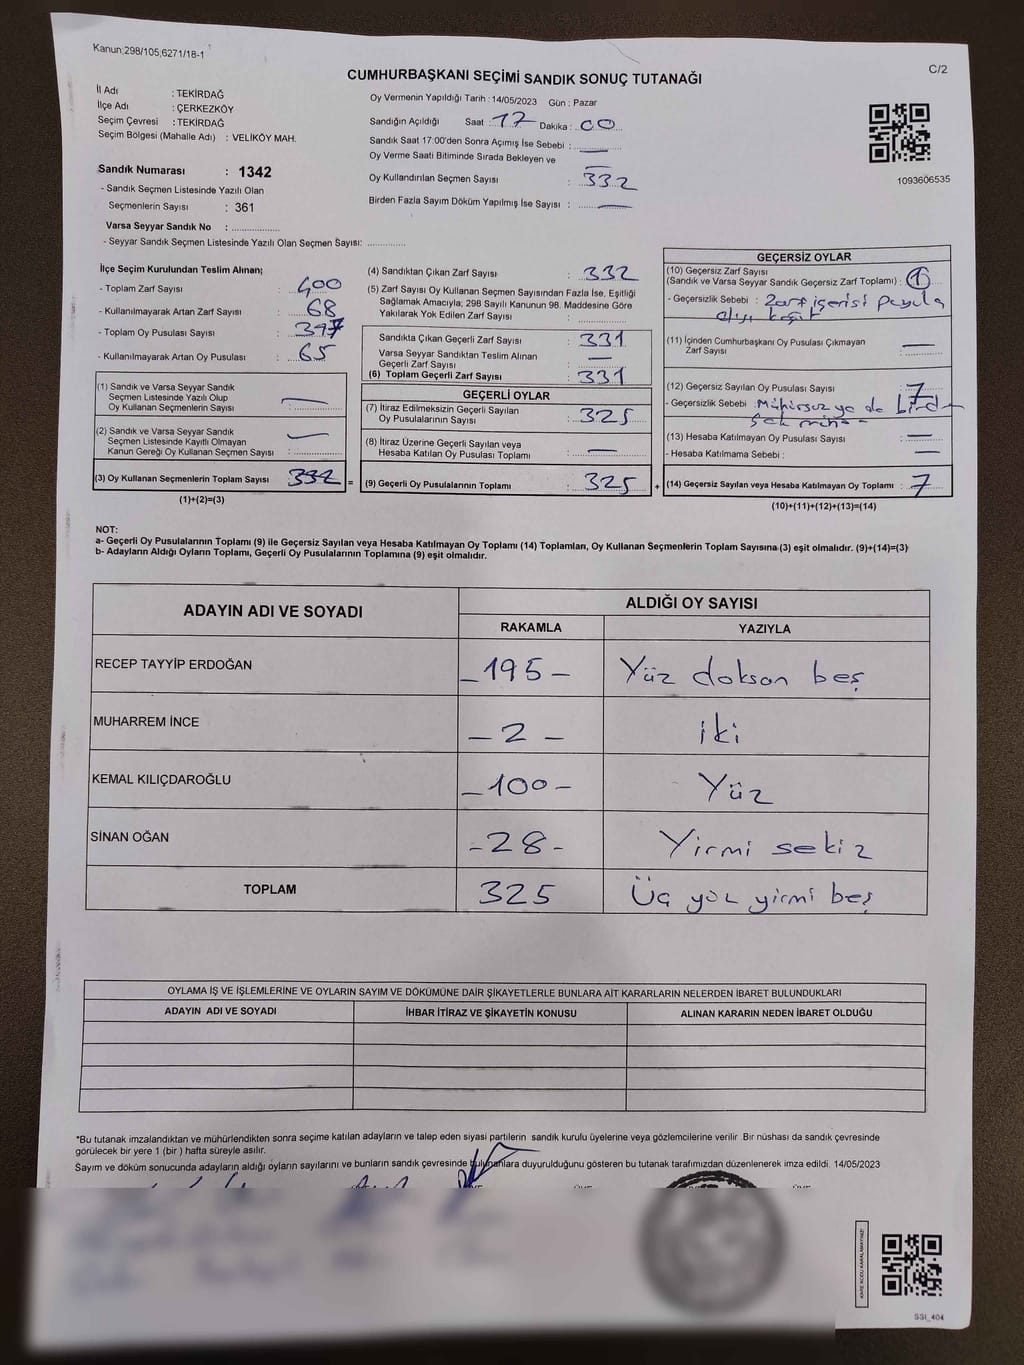 Kanun:298/105,6271/18-1
C/2
CUMHURBAŞKANI SEÇİMİ SANDIK SONUÇ TUTANAĞI
İl Adı : TEKİRDAĞ
İlçe Adı : ÇERKEZKÖY
Seçim Çevresi : TEKİRDAĞ
Seçim Bölgesi (Mahalle Adı) : VELİKÖY MAH.
Sandık Numarası : 1342
- Sandık Seçmen Listesinde Yazılı Olan
Seçmenlerin Sayısı : 361
Varsa Seyyar Sandık No :
- Seyyar Sandık Seçmen Listesinde Yazılı Olan Seçmen Sayısı:
Oy Vermenin Yapıldığı Tarih : 14/05/2023 Gün : Pazar
Sandığın Açıldığı Saat 17 Dakika : 00
Sandık Saat 17:00'den Sonra Açımış İse Sebebi : —
Oy Verme Saati Bitiminde Sırada Bekleyen ve —
Oy Kullandırılan Seçmen Sayısı : 332
Birden Fazla Sayım Döküm Yapılmış İse Sayısı : —
1093606535
İlçe Seçim Kurulundan Teslim Alınan;
- Toplam Zarf Sayısı : 400
- Kullanılmayarak Artan Zarf Sayısı : 68
- Toplam Oy Pusulası Sayısı : 397
- Kullanılmayarak Artan Oy Pusulası : 65
(1) Sandık ve Varsa Seyyar Sandık
Seçmen Listesinde Yazılı Olup
Oy Kullanan Seçmenlerin Sayısı : —
(2) Sandık ve Varsa Seyyar Sandık
Seçmen Listesinde Kayıtlı Olmayan
Kanun Gereği Oy Kullanan Seçmen Sayısı : —
(3) Oy Kullanan Seçmenlerin Toplam Sayısı 332 =
(1)+(2)=(3)
(4) Sandıktan Çıkan Zarf Sayısı : 332
(5) Zarf Sayısı Oy Kullanan Seçmen Sayısından Fazla İse, Eşitliği
Sağlamak Amacıyla; 298 Sayılı Kanunun 98. Maddesine Göre
Yakılarak Yok Edilen Zarf Sayısı :
Sandıkta Çıkan Geçerli Zarf Sayısı : 331
Varsa Seyyar Sandıktan Teslim Alınan
Geçerli Zarf Sayısı : —
(6) Toplam Geçerli Zarf Sayısı : 331
GEÇERLİ OYLAR
(7) İtiraz Edilmeksizin Geçerli Sayılan
Oy Pusulalarının Sayısı : 325
(8) İtiraz Üzerine Geçerli Sayılan veya
Hesaba Katılan Oy Pusulası Toplamı : —
(9) Geçerli Oy Pusulalarının Toplamı : 325 +
GEÇERSİZ OYLAR
(10) Geçersiz Zarf Sayısı
(Sandık ve Varsa Seyyar Sandık Geçersiz Zarf Toplamı) : 1
- Geçersizlik Sebebi : Zarf içerisi pusula
dışı kağıt
(11) İçinden Cumhurbaşkanı Oy Pusulası Çıkmayan
Zarf Sayısı : —
(12) Geçersiz Sayılan Oy Pusulası Sayısı : 7
- Geçersizlik Sebebi : Mühürsüz ya da
(13) Hesaba Katılmayan Oy Pusulası Sayısı : —
- Hesaba Katılmama Sebebi : —
(14) Geçersiz Sayılan veya Hesaba Katılmayan Oy Toplamı : 7
(10)+(11)+(12)+(13)=(14)
NOT:
a- Geçerli Oy Pusulalarının Toplamı (9) ile Geçersiz Sayılan veya Hesaba Katılmayan Oy Toplamı (14) Toplamları, Oy Kullanan Seçmenlerin Toplam Sayısına (3) eşit olmalıdır. (9)+(14)=(3)
b- Adayların Aldığı Oyların Toplamı, Geçerli Oy Pusulalarının Toplamına (9) eşit olmalıdır.
ADAYIN ADI VE SOYADI
ALDIĞI OY SAYISI
RAKAMLA YAZIYLA
RECEP TAYYİP ERDOĞAN – 195 – Yüz doksan beş
MUHARREM İNCE – 2 – iki
KEMAL KILIÇDAROĞLU – 100 – Yüz
SİNAN OĞAN – 28 – Yirmi sekiz
TOPLAM 325 Üç yüz yirmi beş
OYLAMA İŞ VE İŞLEMLERİNE VE OYLARIN SAYIM VE DÖKÜMÜNE DAİR ŞİKAYETLERLE BUNLARA AİT KARARLARIN NELERDEN İBARET BULUNDUKLARI
ADAYIN ADI VE SOYADI İHBAR İTİRAZ VE ŞİKAYETİN KONUSU ALINAN KARARIN NEDEN İBARET OLDUĞU
*Bu tutanak imzalandıktan ve mühürlendikten sonra seçime katılan adayların ve talep eden siyasi partilerin sandık kurulu üyelerine veya gözlemcilerine verilir Bir nüshası da sandık çevresinde
görülecek bir yere 1 (bir ) hafta süreyle asılır.
Sayım ve döküm sonucunda adayların aldığı oyların sayılarını ve bunların sandık çevresinde bulunanlara duyurulduğunu gösteren bu tutanak tarafımızdan düzenlenerek imza edildi. 14/05/2023
KARE KODU KARALAMAYINIZ!
S3I_404